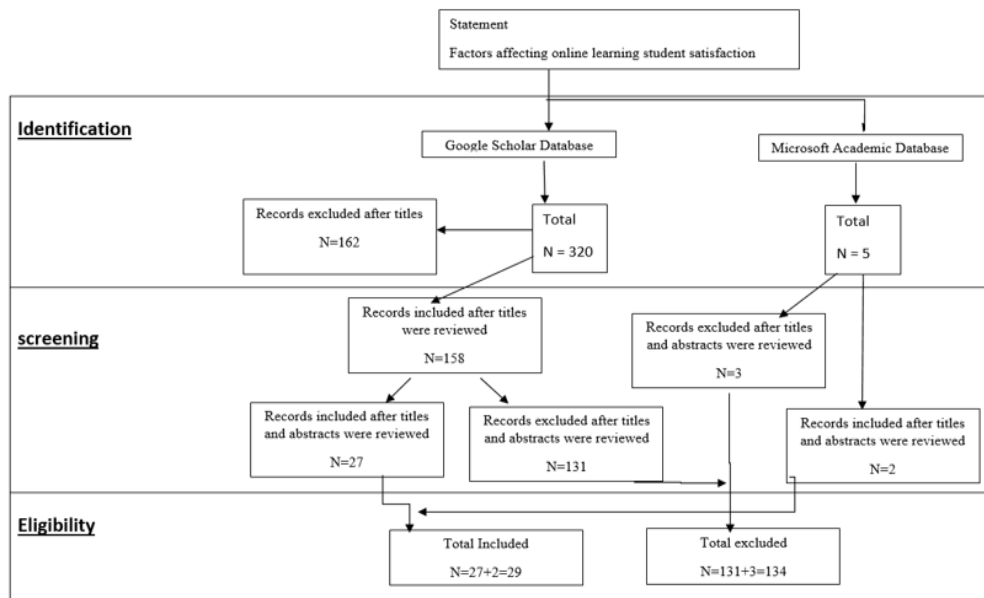 Statement
Factors affecting online learning student satisfaction
Identification
Google Scholar Database
Microsoft Academic Database
Records excluded after titles
N=162
Total
N = 320
Total
N = 5
screening
Records included after titles
were reviewed
N=158
Records excluded after titles
and abstracts were reviewed
N=3
Records included after titles
and abstracts were reviewed
N=27
Records excluded after titles
and abstracts were reviewed
N=131
Records included after titles
and abstracts were reviewed
N=2
Eligibility
Total Included
N=27+2=29
Total excluded
N=131+3=134